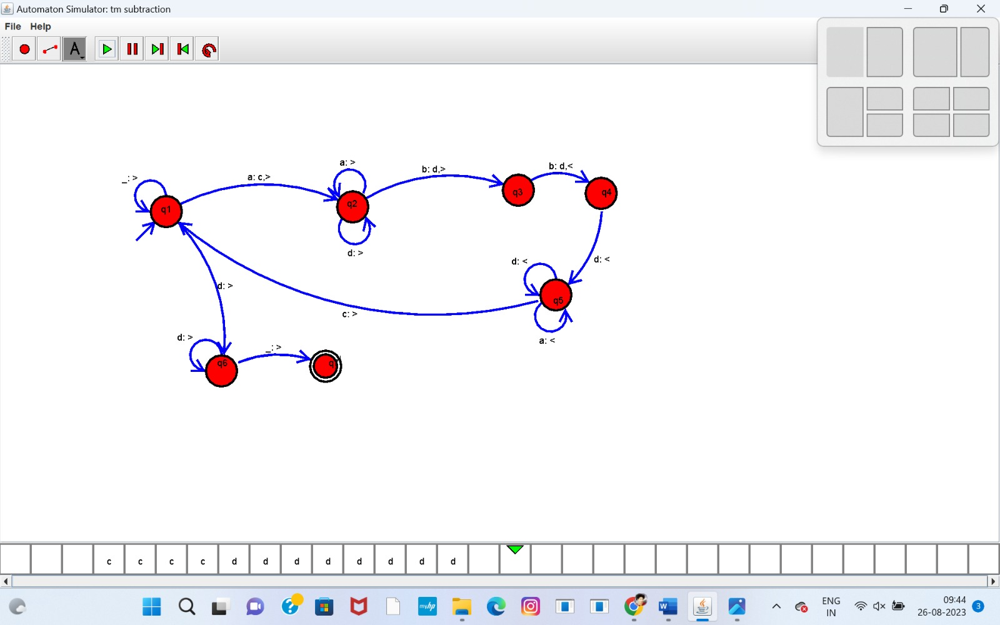 Automaton Simulator: tm subtraction
File Help
A
a: >
b: d,>
b: d,<
_: >
a: c,>
q1
q2
q3
q4
d: >
d: <
d: <
d: >
q5
c: >
a: <
d: >
_: >
q6
c c c c d d d d d d d d
myhp
W
ENG
IN
09:44
26-08-2023
3